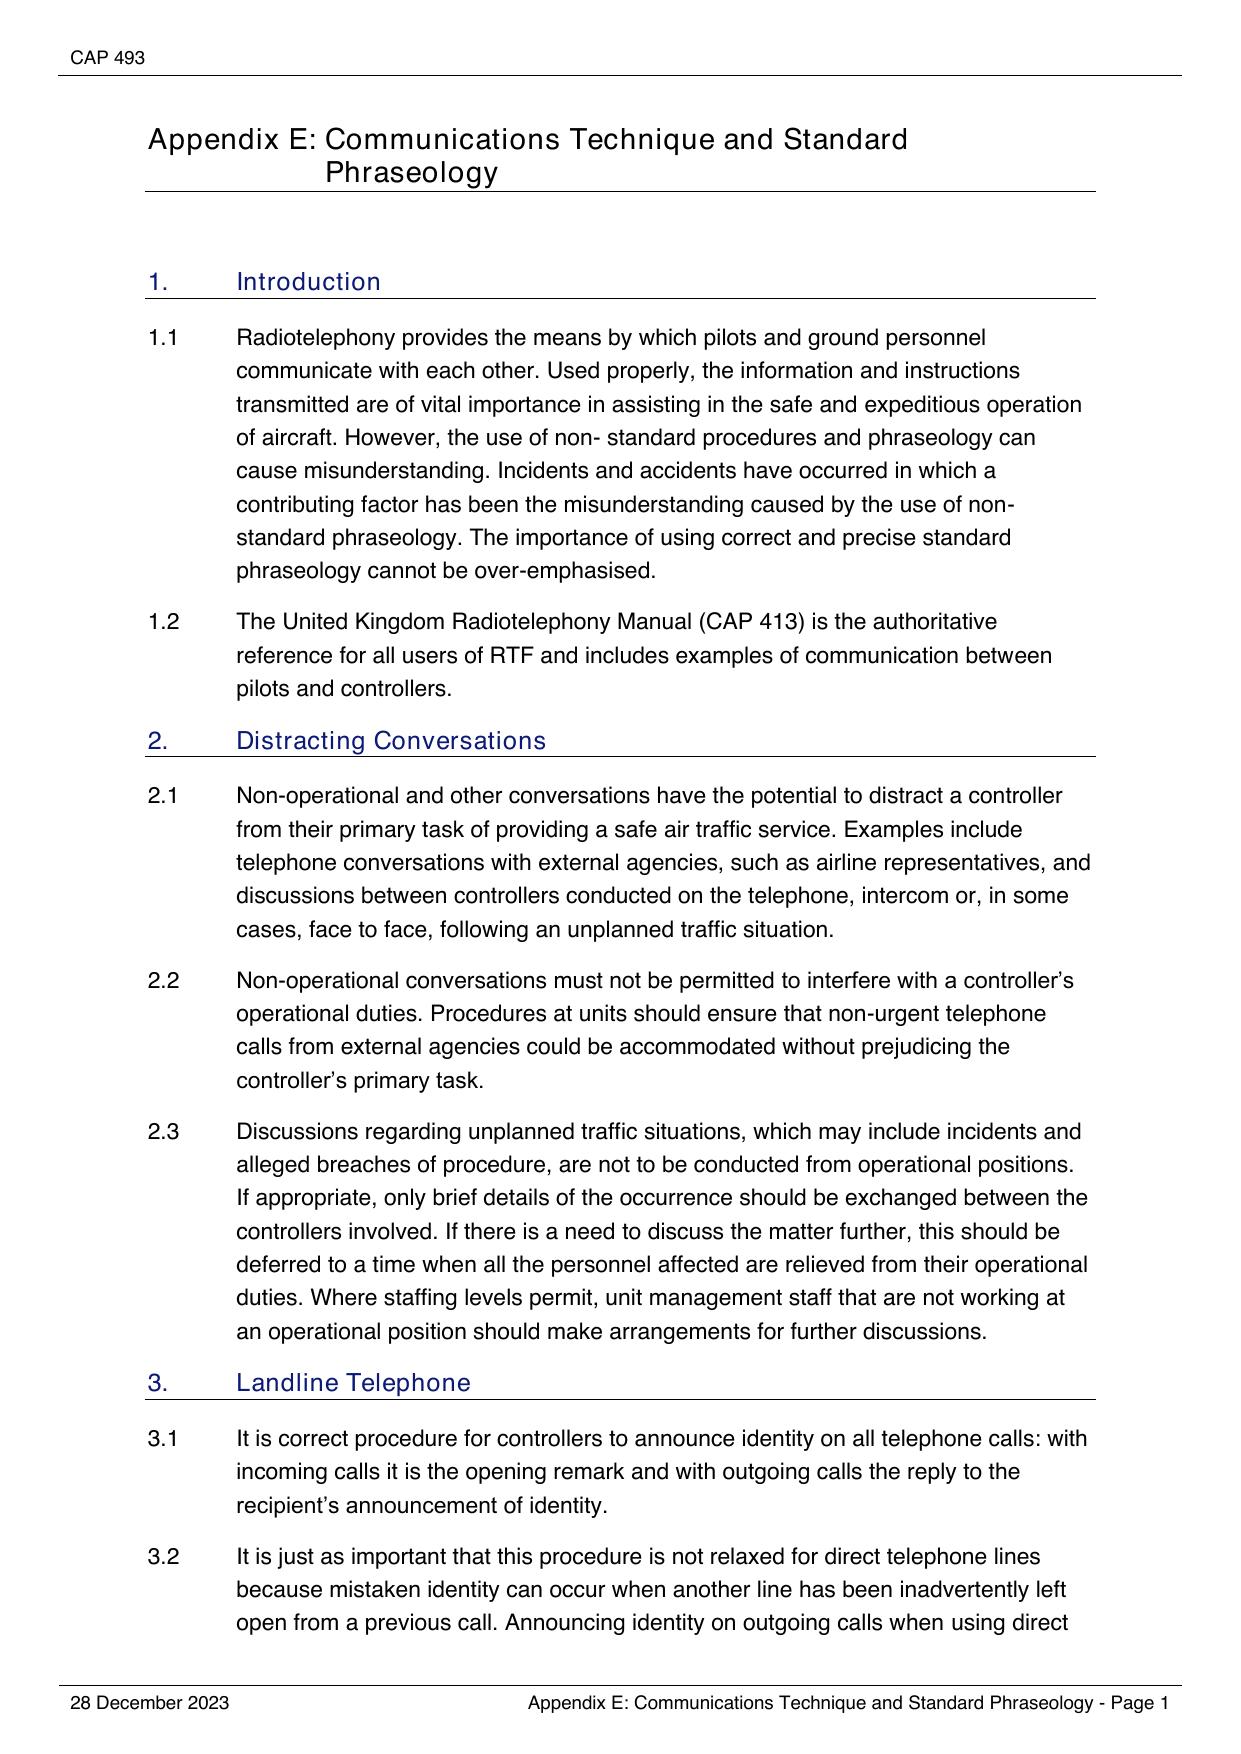 CAP 493
Appendix E: Communications Technique and Standard
Phraseology
1. Introduction
1.1 Radiotelephony provides the means by which pilots and ground personnel
communicate with each other. Used properly, the information and instructions
transmitted are of vital importance in assisting in the safe and expeditious operation
of aircraft. However, the use of non- standard procedures and phraseology can
cause misunderstanding. Incidents and accidents have occurred in which a
contributing factor has been the misunderstanding caused by the use of non-
standard phraseology. The importance of using correct and precise standard
phraseology cannot be over-emphasised.
1.2 The United Kingdom Radiotelephony Manual (CAP 413) is the authoritative
reference for all users of RTF and includes examples of communication between
pilots and controllers.
2. Distracting Conversations
2.1 Non-operational and other conversations have the potential to distract a controller
from their primary task of providing a safe air traffic service. Examples include
telephone conversations with external agencies, such as airline representatives, and
discussions between controllers conducted on the telephone, intercom or, in some
cases, face to face, following an unplanned traffic situation.
2.2 Non-operational conversations must not be permitted to interfere with a controller’s
operational duties. Procedures at units should ensure that non-urgent telephone
calls from external agencies could be accommodated without prejudicing the
controller’s primary task.
2.3 Discussions regarding unplanned traffic situations, which may include incidents and
alleged breaches of procedure, are not to be conducted from operational positions.
If appropriate, only brief details of the occurrence should be exchanged between the
controllers involved. If there is a need to discuss the matter further, this should be
deferred to a time when all the personnel affected are relieved from their operational
duties. Where staffing levels permit, unit management staff that are not working at
an operational position should make arrangements for further discussions.
3. Landline Telephone
3.1 It is correct procedure for controllers to announce identity on all telephone calls: with
incoming calls it is the opening remark and with outgoing calls the reply to the
recipient’s announcement of identity.
3.2 It is just as important that this procedure is not relaxed for direct telephone lines
because mistaken identity can occur when another line has been inadvertently left
open from a previous call. Announcing identity on outgoing calls when using direct
28 December 2023 Appendix E: Communications Technique and Standard Phraseology - Page 1